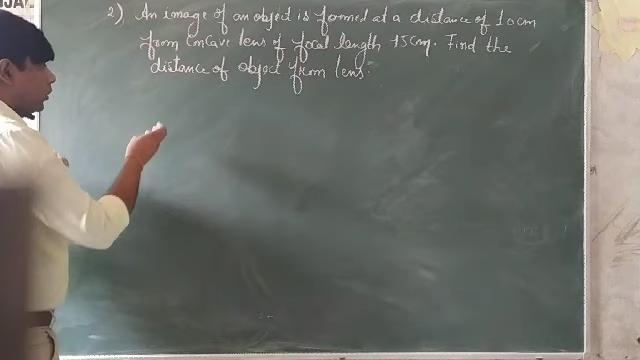 2) An image of an object is formed at a distance of 10cm
from Concave lens of focal length 15cm. Find the
distance of object from lens.